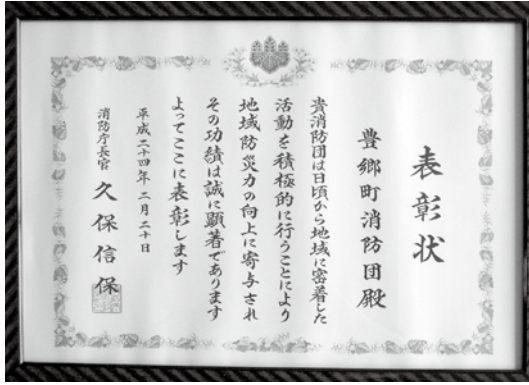 表彰状
豊郷町消防団殿
貴消防団は日頃から地域に密着した
活動を積極的に行うことにより
地域防災力の向上に寄与され
その功績は誠に顕著であります
よってここに表彰します
平成二十四年二月二十日
消防庁長官 久保信保